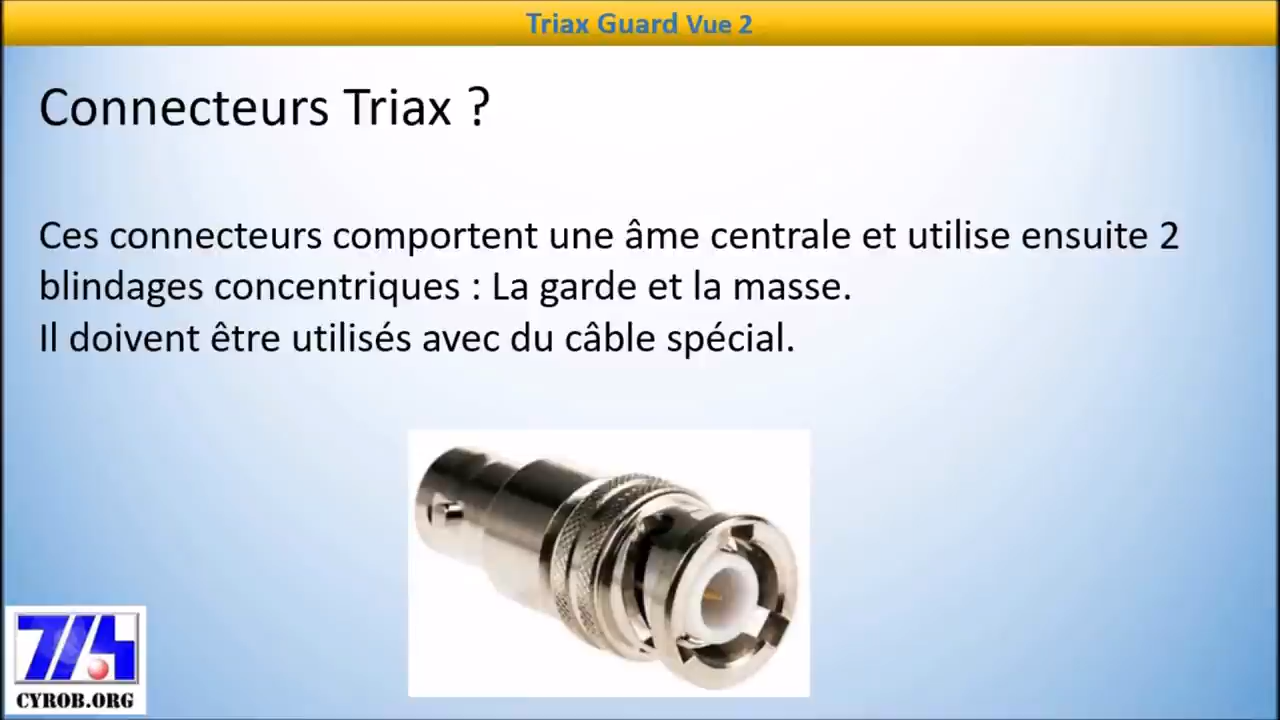 Triax Guard Vue 2
Connecteurs Triax ?
Ces connecteurs comportent une âme centrale et utilise ensuite 2
blindages concentriques : La garde et la masse.
Il doivent être utilisés avec du câble spécial.
CYROB.ORG